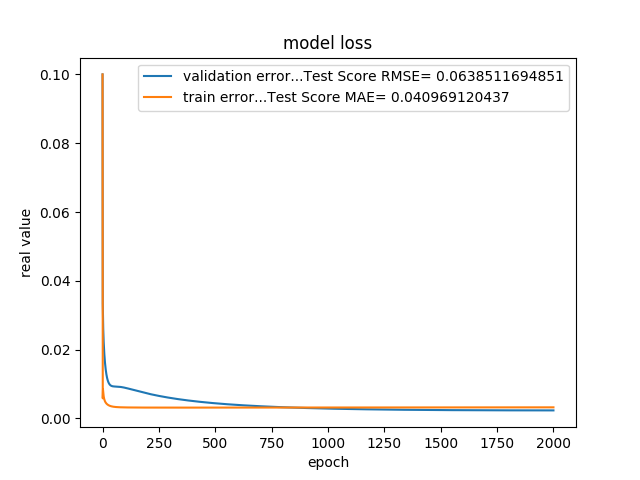 model loss
validation error...Test Score RMSE= 0.0638511694851
train error...Test Score MAE= 0.040969120437
0.10
0.08
0.06
0.04
0.02
0.00
real value
0 250 500 750 1000 1250 1500 1750 2000
epoch